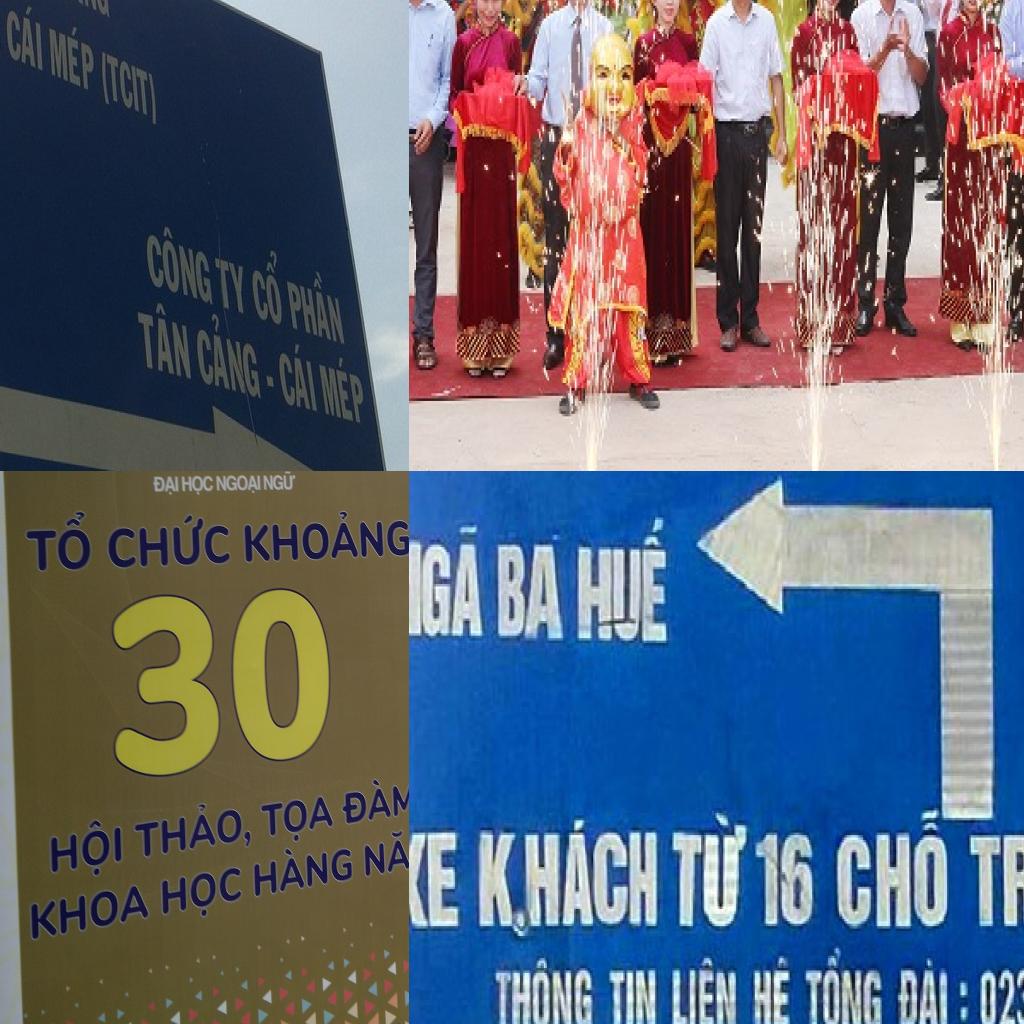 CÁI MÉP (TCIT)
CÔNG TY CỔ PHẦN
TÂN CẢNG - CÁI MÉP
ĐẠI HỌC NGOẠI NGỮ
TỔ CHỨC KHOẢNG
30
HỘI THẢO, TỌA ĐÀM
KHOA HỌC HÀNG NĂ
NGÃ BA HUẾ
XE KHÁCH TỪ 16 CHỖ TR
THÔNG TIN LIÊN HỆ TỔNG ĐÀI : 023